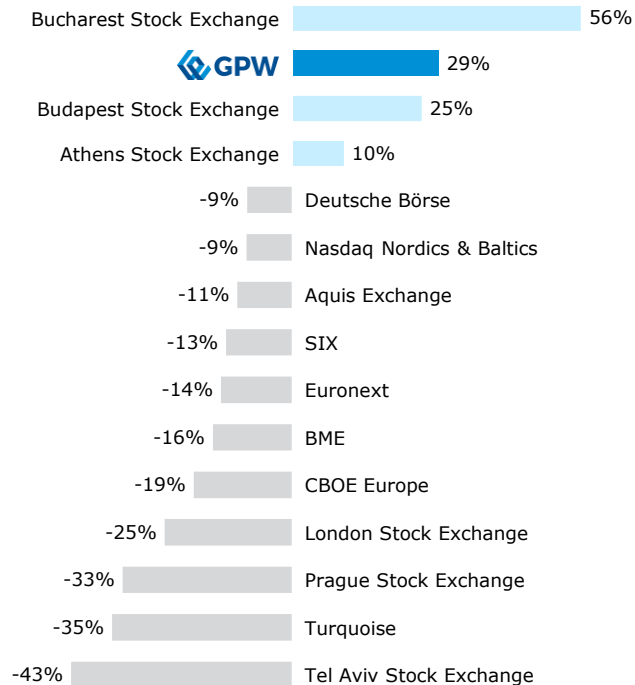 Bucharest Stock Exchange 56%
GPW 29%
Budapest Stock Exchange 25%
Athens Stock Exchange 10%
-9% Deutsche Börse
-9% Nasdaq Nordics & Baltics
-11% Aquis Exchange
-13% SIX
-14% Euronext
-16% BME
-19% CBOE Europe
-25% London Stock Exchange
-33% Prague Stock Exchange
-35% Turquoise
-43% Tel Aviv Stock Exchange